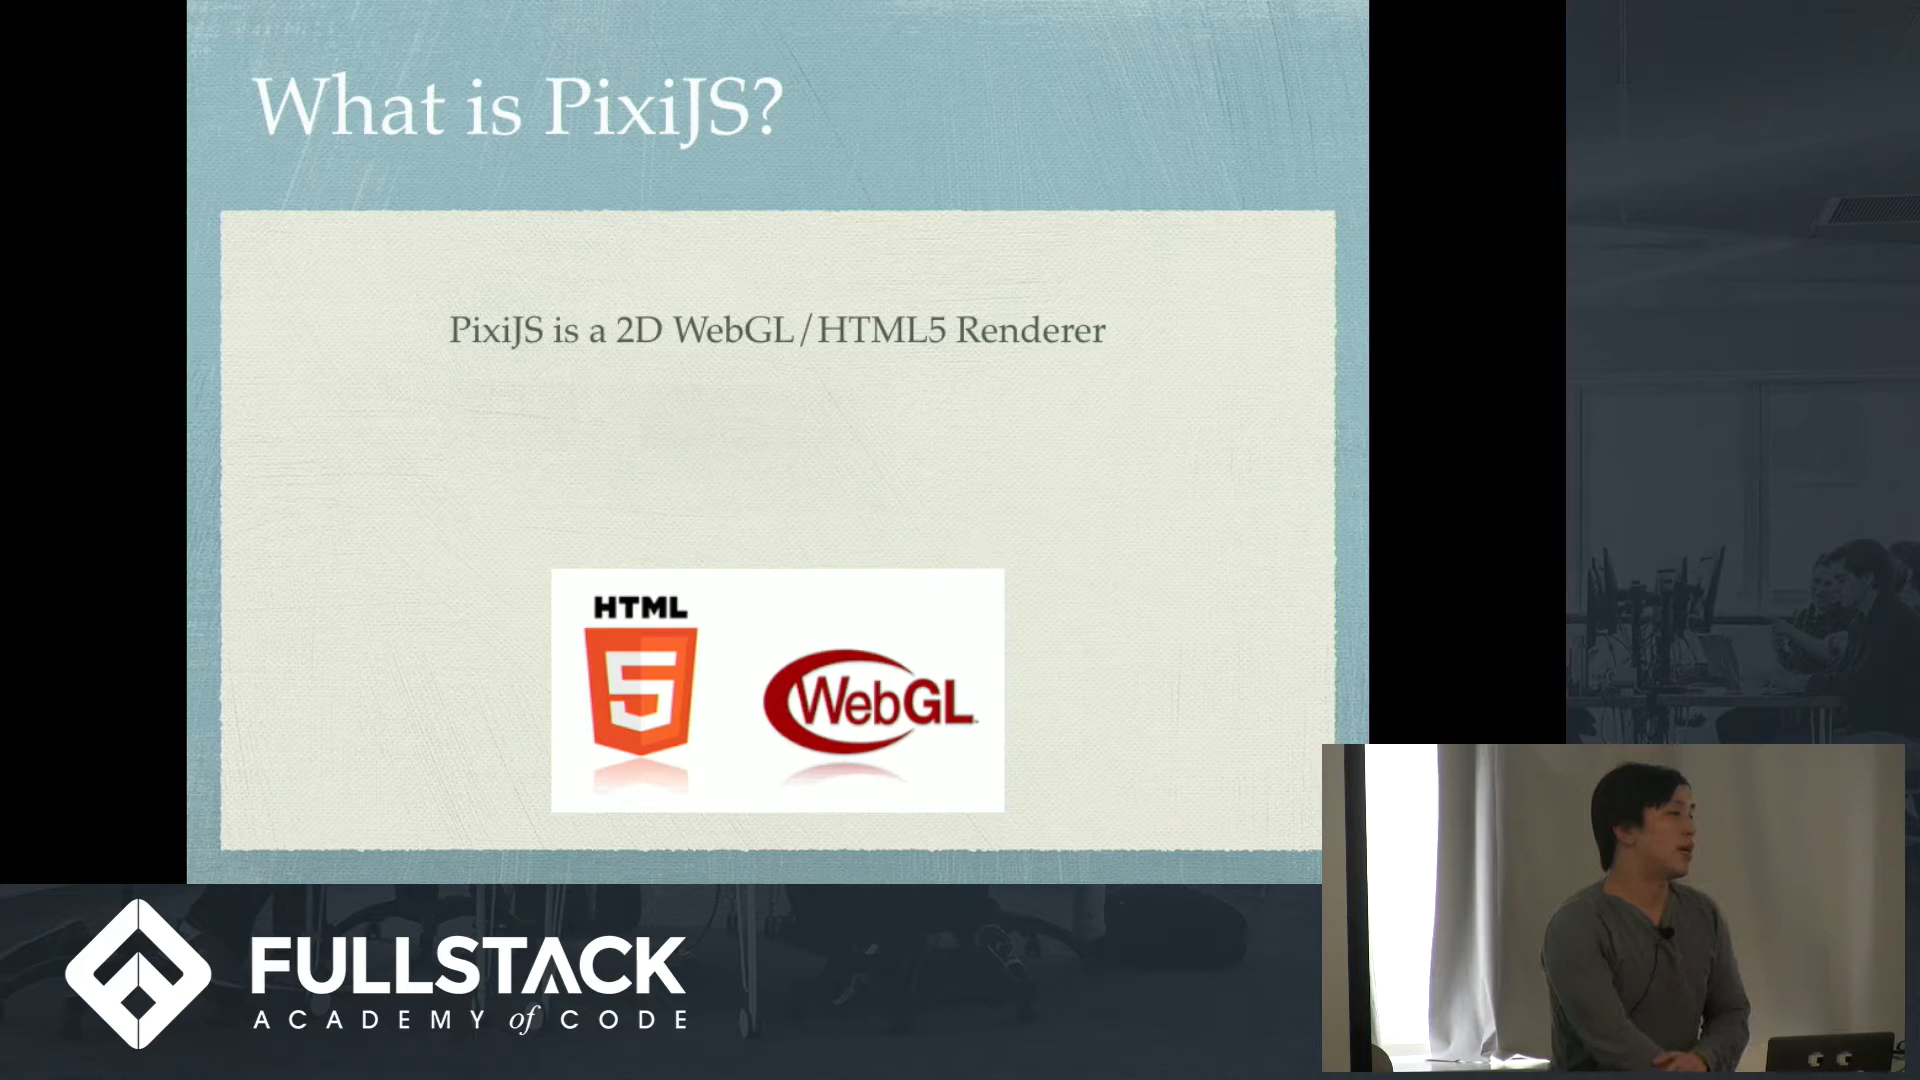 What is PixiJS?
PixiJS is a 2D WebGL/HTML5 Renderer
HTML
5
WebGL
FULLSTACK
ACADEMY of CODE